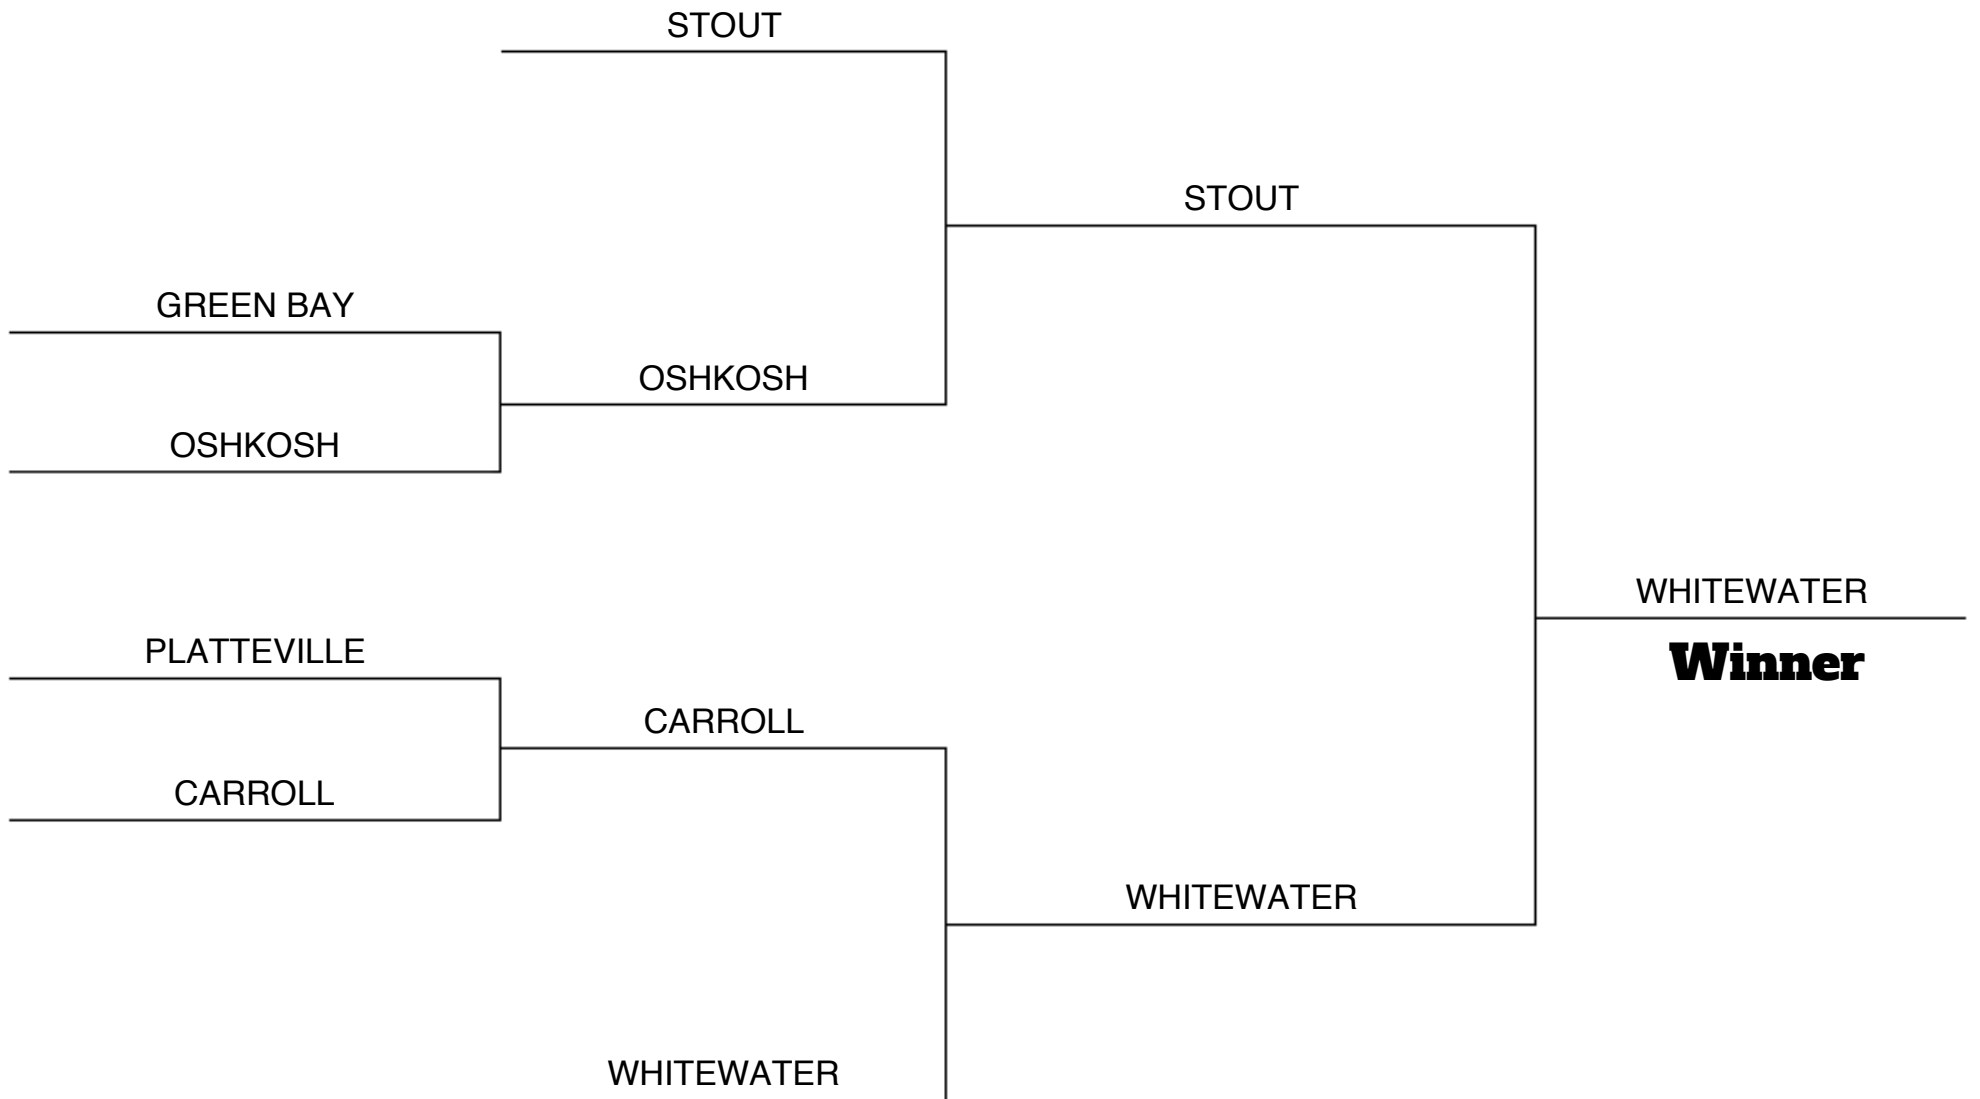 STOUT
STOUT
GREEN BAY
OSHKOSH
OSHKOSH
WHITEWATER
Winner
PLATTEVILLE
CARROLL
CARROLL
WHITEWATER
WHITEWATER